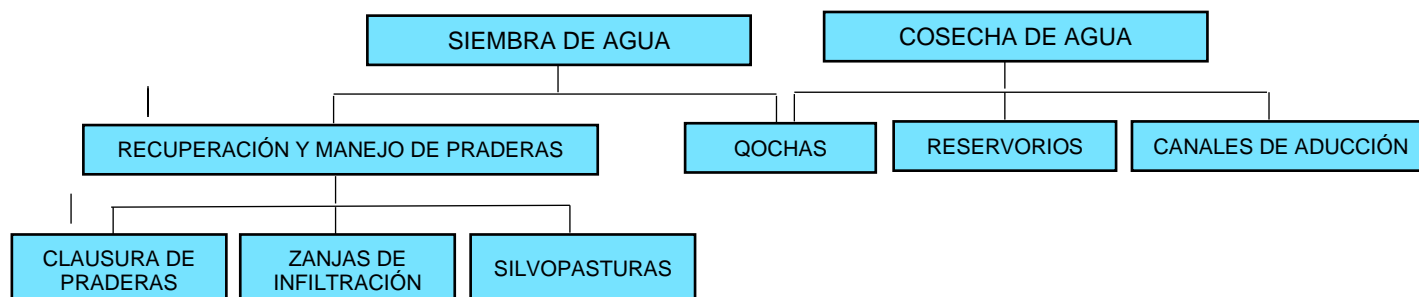 SIEMBRA DE AGUA
COSECHA DE AGUA
RECUPERACIÓN Y MANEJO DE PRADERAS
QOCHAS
RESERVORIOS
CANALES DE ADUCCIÓN
CLAUSURA DE
PRADERAS
ZANJAS DE
INFILTRACIÓN
SILVOPASTURAS